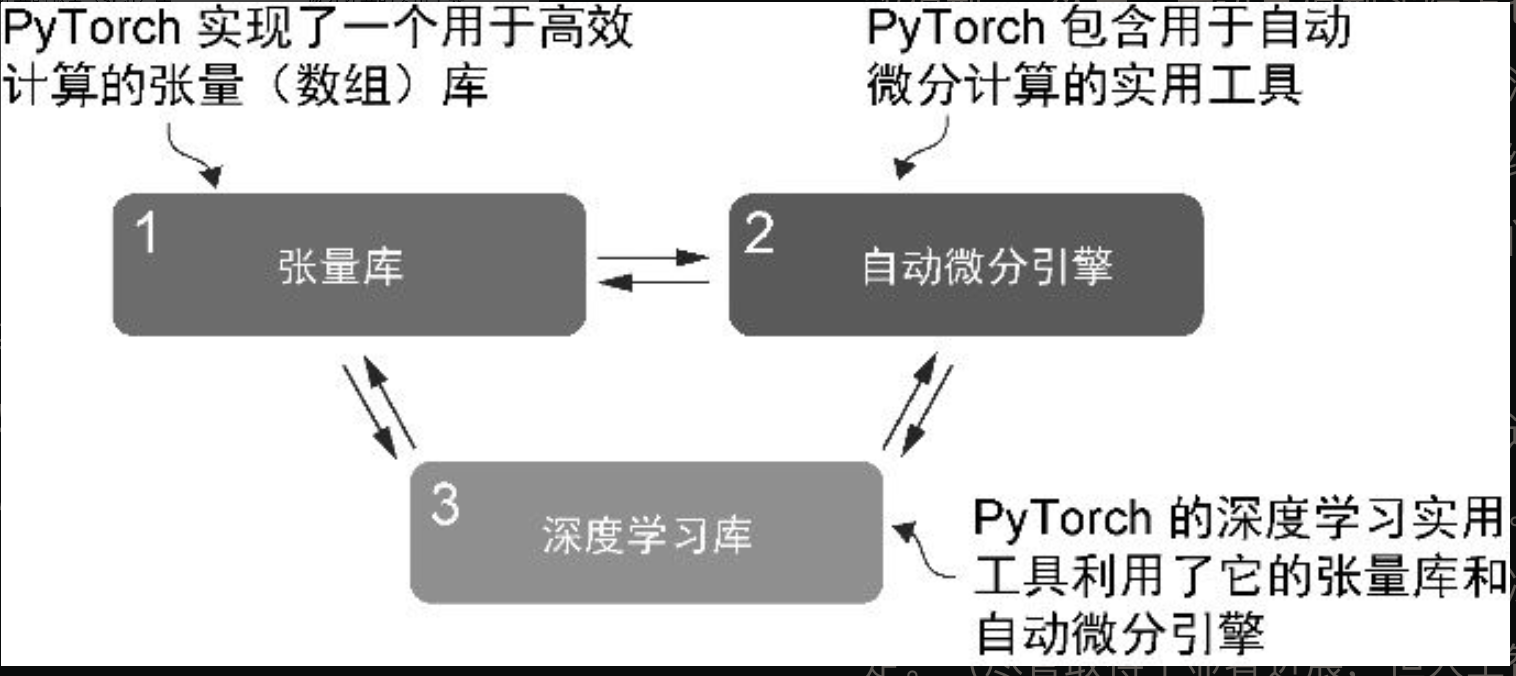 PyTorch 实现了一个用于高效
计算的张量（数组）库
PyTorch 包含用于自动
微分计算的实用工具
1
张量库
2
自动微分引擎
3
深度学习库
PyTorch 的深度学习实用
工具利用了它的张量库和
自动微分引擎